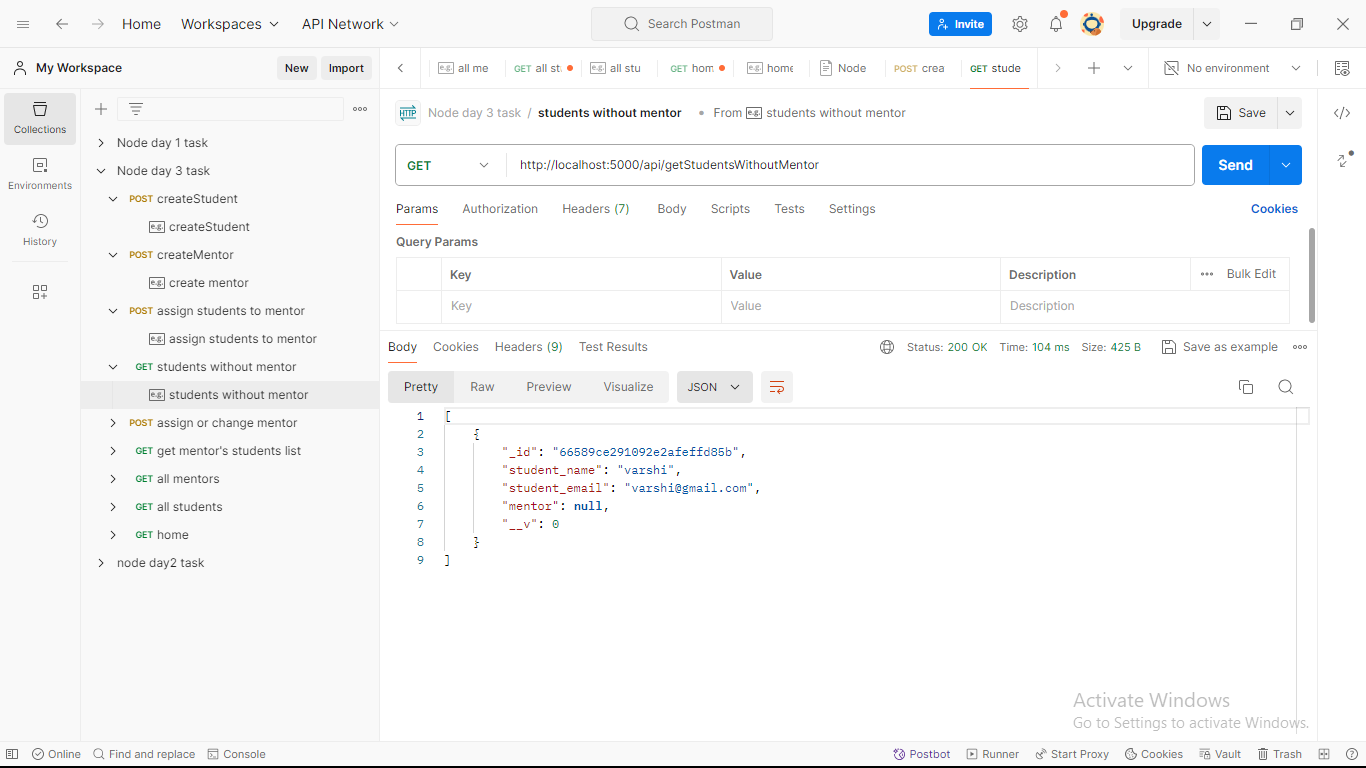 Home Workspaces API Network Search Postman Invite Upgrade
My Workspace New Import
e.g. all me GET all st e.g. all stu GET hom e.g. home Node POST crea GET stude No environment
Collections
Environments
History
Node day 1 task
Node day 3 task
POST createStudent
e.g. createStudent
POST createMentor
e.g. create mentor
POST assign students to mentor
e.g. assign students to mentor
GET students without mentor
e.g. students without mentor
POST assign or change mentor
GET get mentor's students list
GET all mentors
GET all students
GET home
node day2 task
HTTP Node day 3 task / students without mentor • From e.g. students without mentor Save
GET http://localhost:5000/api/getStudentsWithoutMentor Send
Params Authorization Headers (7) Body Scripts Tests Settings Cookies
Query Params
Key Value Description Bulk Edit
Key Value Description
Body Cookies Headers (9) Test Results Status: 200 OK Time: 104 ms Size: 425 B Save as example
Pretty Raw Preview Visualize JSON
1 [
2 {
3 "_id": "66589ce291092e2afeffd85b",
4 "student_name": "varshi",
5 "student_email": "varshi@gmail.com",
6 "mentor": null,
7 "__v": 0
8 }
9 ]
Activate Windows
Go to Settings to activate Windows.
Online Find and replace Console Postbot Runner Start Proxy Cookies Vault Trash